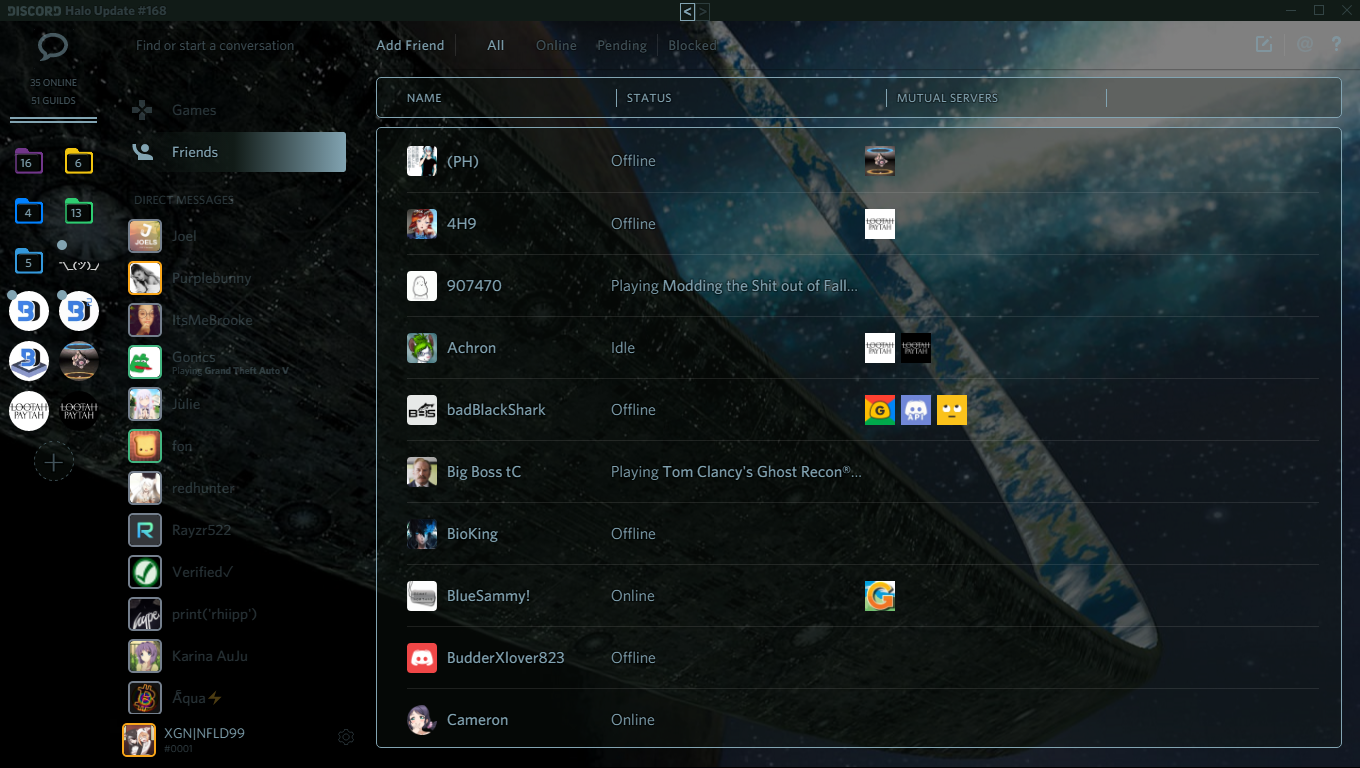 DISCORD Halo Update #168
< >
Find or start a conversation
Add Friend
All
Online
Pending
Blocked
@
?
35 ONLINE
51 GUILDS
Games
Friends
NAME
STATUS
MUTUAL SERVERS
16
6
4
13
5
¯\_(ツ)_/
DIRECT MESSAGES
Joel
Purplebunny
ItsMeBrooke
Gonics
Playing Grand Theft Auto V
Julie
fon
redhunter
Rayzr522
Verified✓
print('rhiipp')
Karina AuJu
Aqua⚡
XGN|NFLD99
#0001
LOOTAH
PAYTAH
LOOTAH
PAYTAH
(PH)
Offline
4H9
Offline
LOOTAH
PAYTAH
907470
Playing Modding the Shit out of Fall...
Achron
Idle
LOOTAH
PAYTAH
LOOTAH
PAYTAH
badBlackShark
Offline
G
API
Big Boss tC
Playing Tom Clancy's Ghost Recon®...
BioKing
Offline
BlueSammy!
Online
G
BudderXlover823
Offline
Cameron
Online